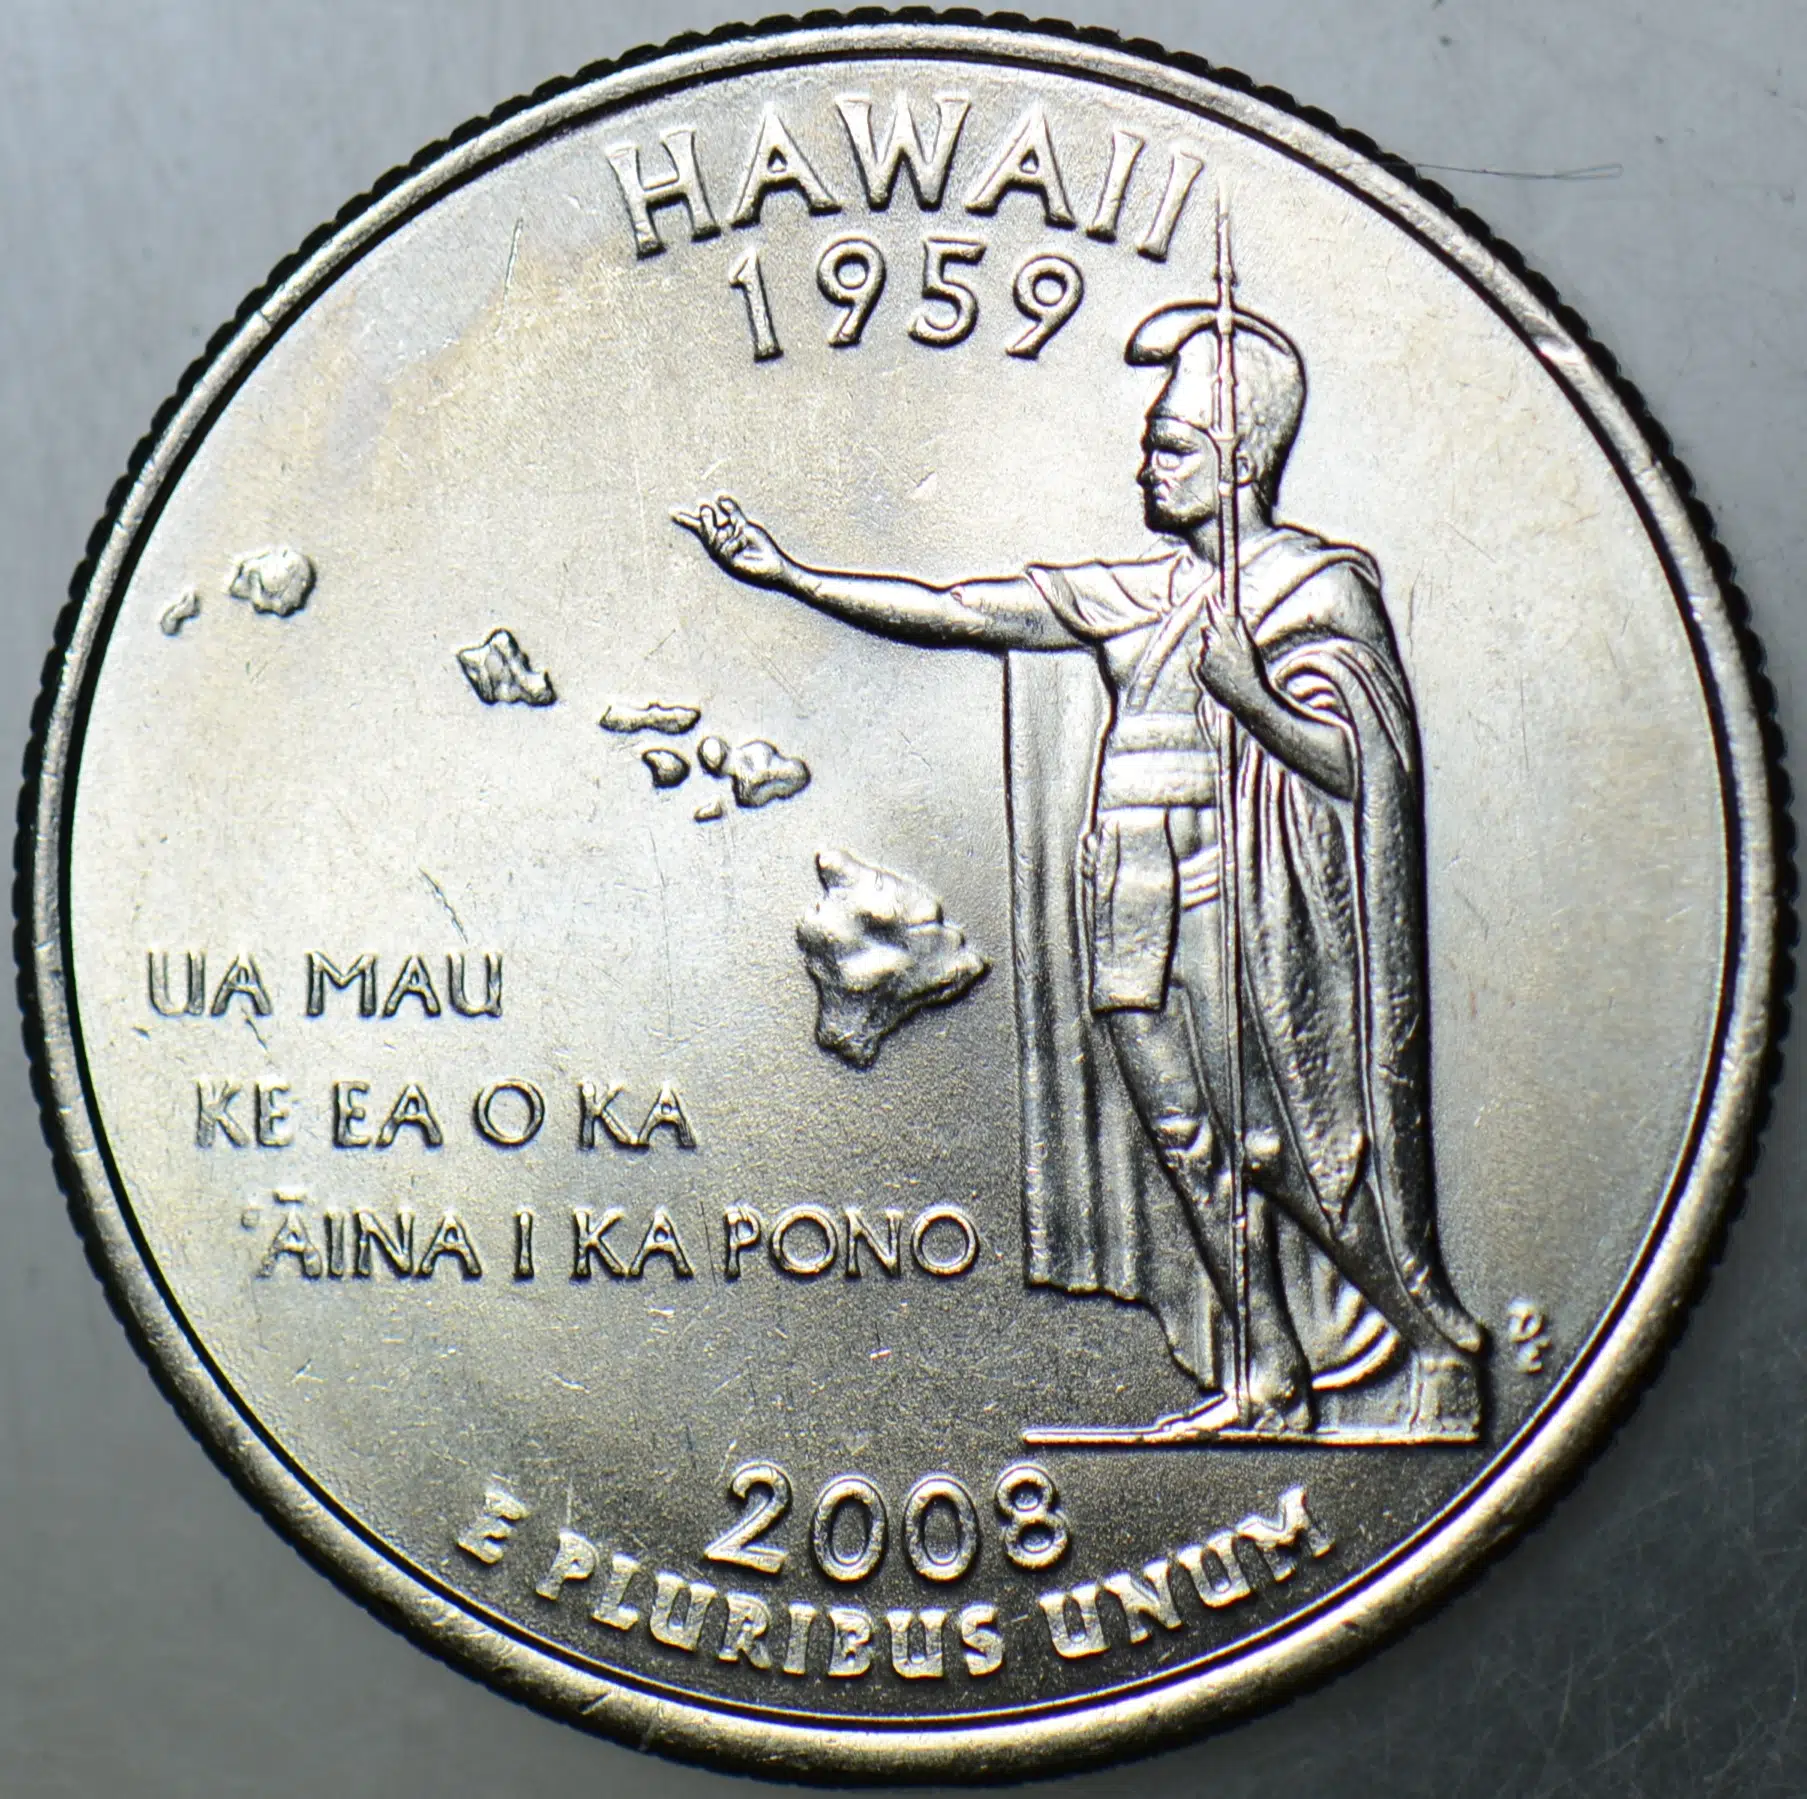 HAWAII
1959
UA MAU
KE EA O KA
ʻĀINA I KA PONO
2008
E PLURIBUS UNUM